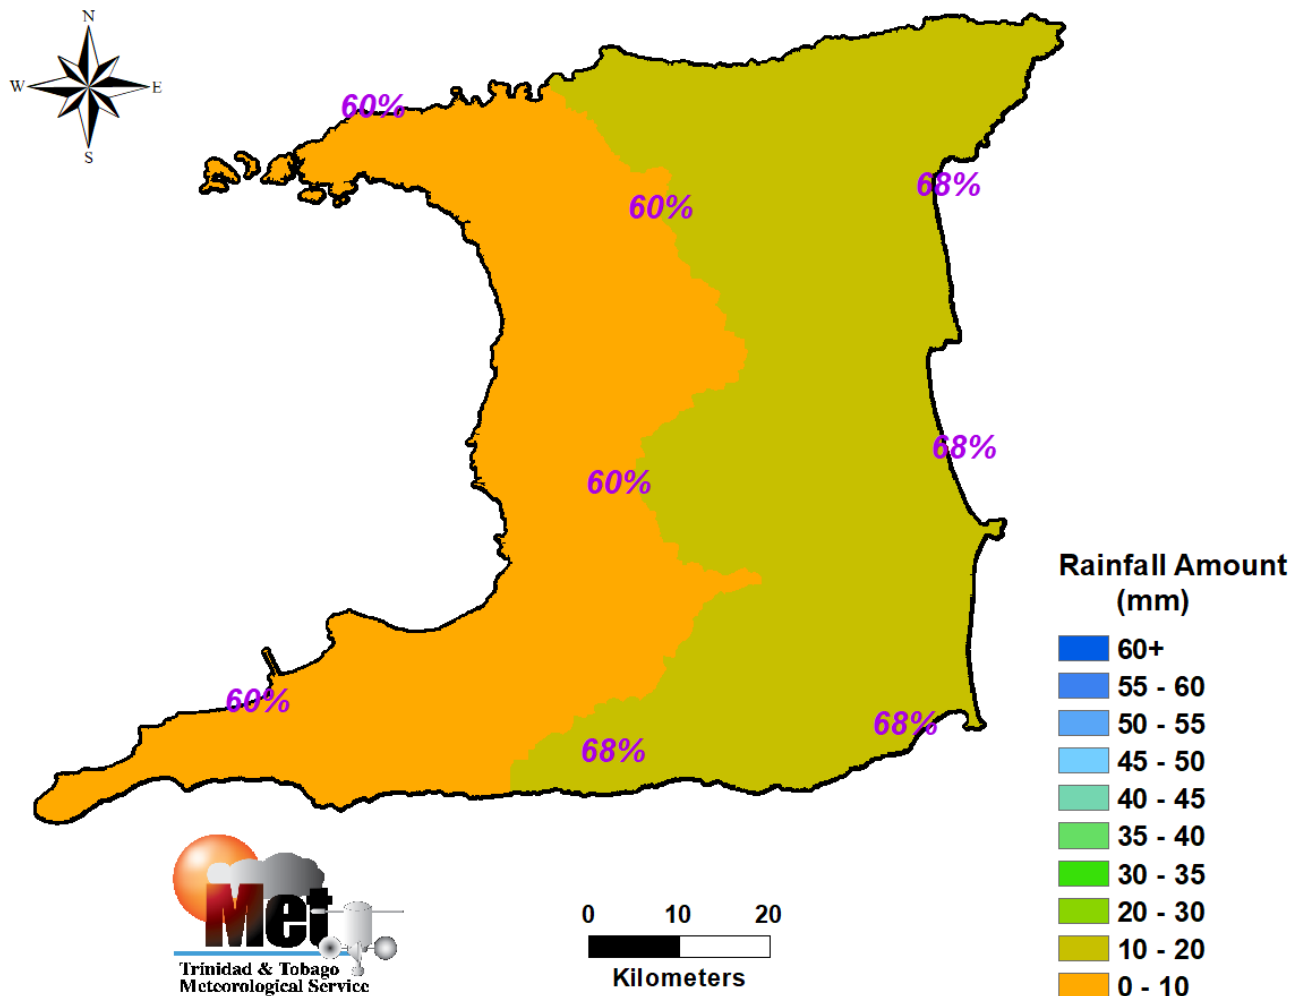 N
W
E
S
60%
68%
60%
68%
60%
60%
68%
68%
Rainfall Amount
(mm)
60+
55 - 60
50 - 55
45 - 50
40 - 45
35 - 40
30 - 35
20 - 30
10 - 20
0 - 10
Met
Trinidad & Tobago
Meteorological Service
0 10 20
Kilometers